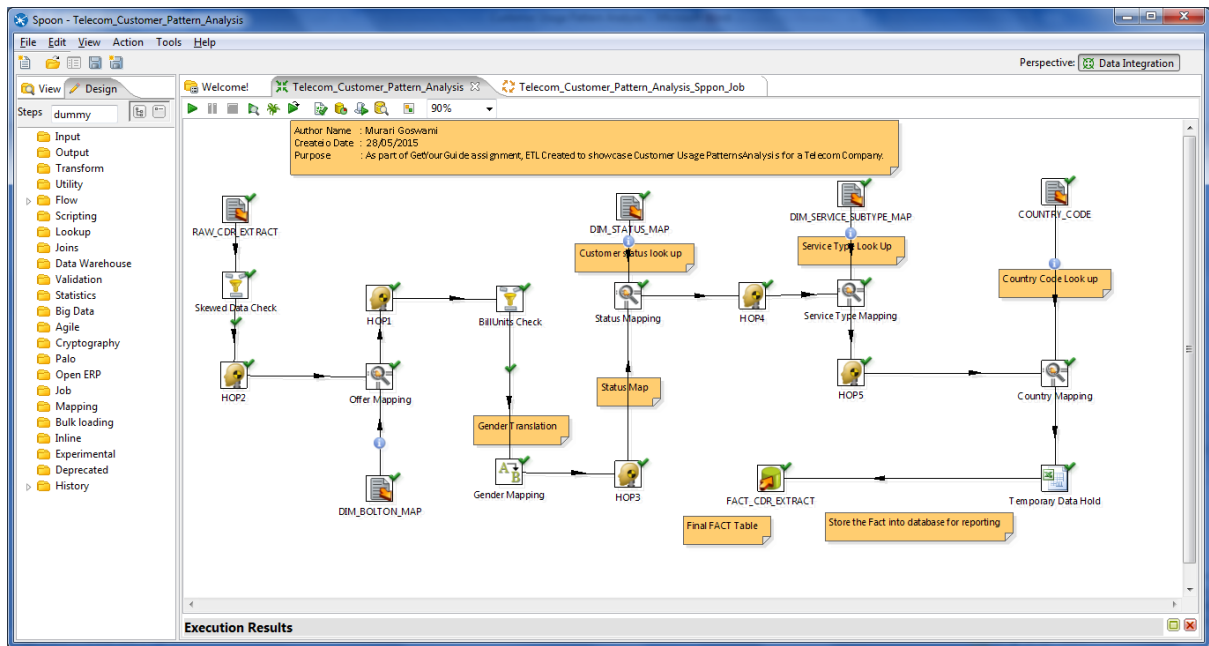 Spoon - Telecom_Customer_Pattern_Analysis
File Edit View Action Tools Help
Perspective: Data Integration
View Design
Welcome! Telecom_Customer_Pattern_Analysis Telecom_Customer_Pattern_Analysis_Sppon_Job
Steps dummy
90%
Input
Output
Transform
Utility
Flow
Scripting
Lookup
Joins
Data Warehouse
Validation
Statistics
Big Data
Agile
Cryptography
Palo
Open ERP
Job
Mapping
Bulk loading
Inline
Experimental
Deprecated
History
Author Name : Murari Goswami
Createio Date : 28/05/2015
Purpose : As part of GetYourGuide assignment, ETL Created to showcase Customer Usage PatternsAnalysis for a Telecom Company.
RAW_CDR_EXTRACT
DIM_STATUS_MAP
DIM_SERVICE_SUBTYPE_MAP
COUNTRY_CODE
Customer status look up
Service Type Look Up
Country Code Look up
Skewed Data Check
HOP1
BillUnits Check
Status Mapping
HOP4
Service Type Mapping
HOP2
Offer Mapping
Status Map
HOP5
Country Mapping
Gender Translation
DIM_BOLTON_MAP
Gender Mapping
HOP3
FACT_CDR_EXTRACT
Temporary Data Hold
Final FACT Table
Store the Fact into database for reporting
Execution Results